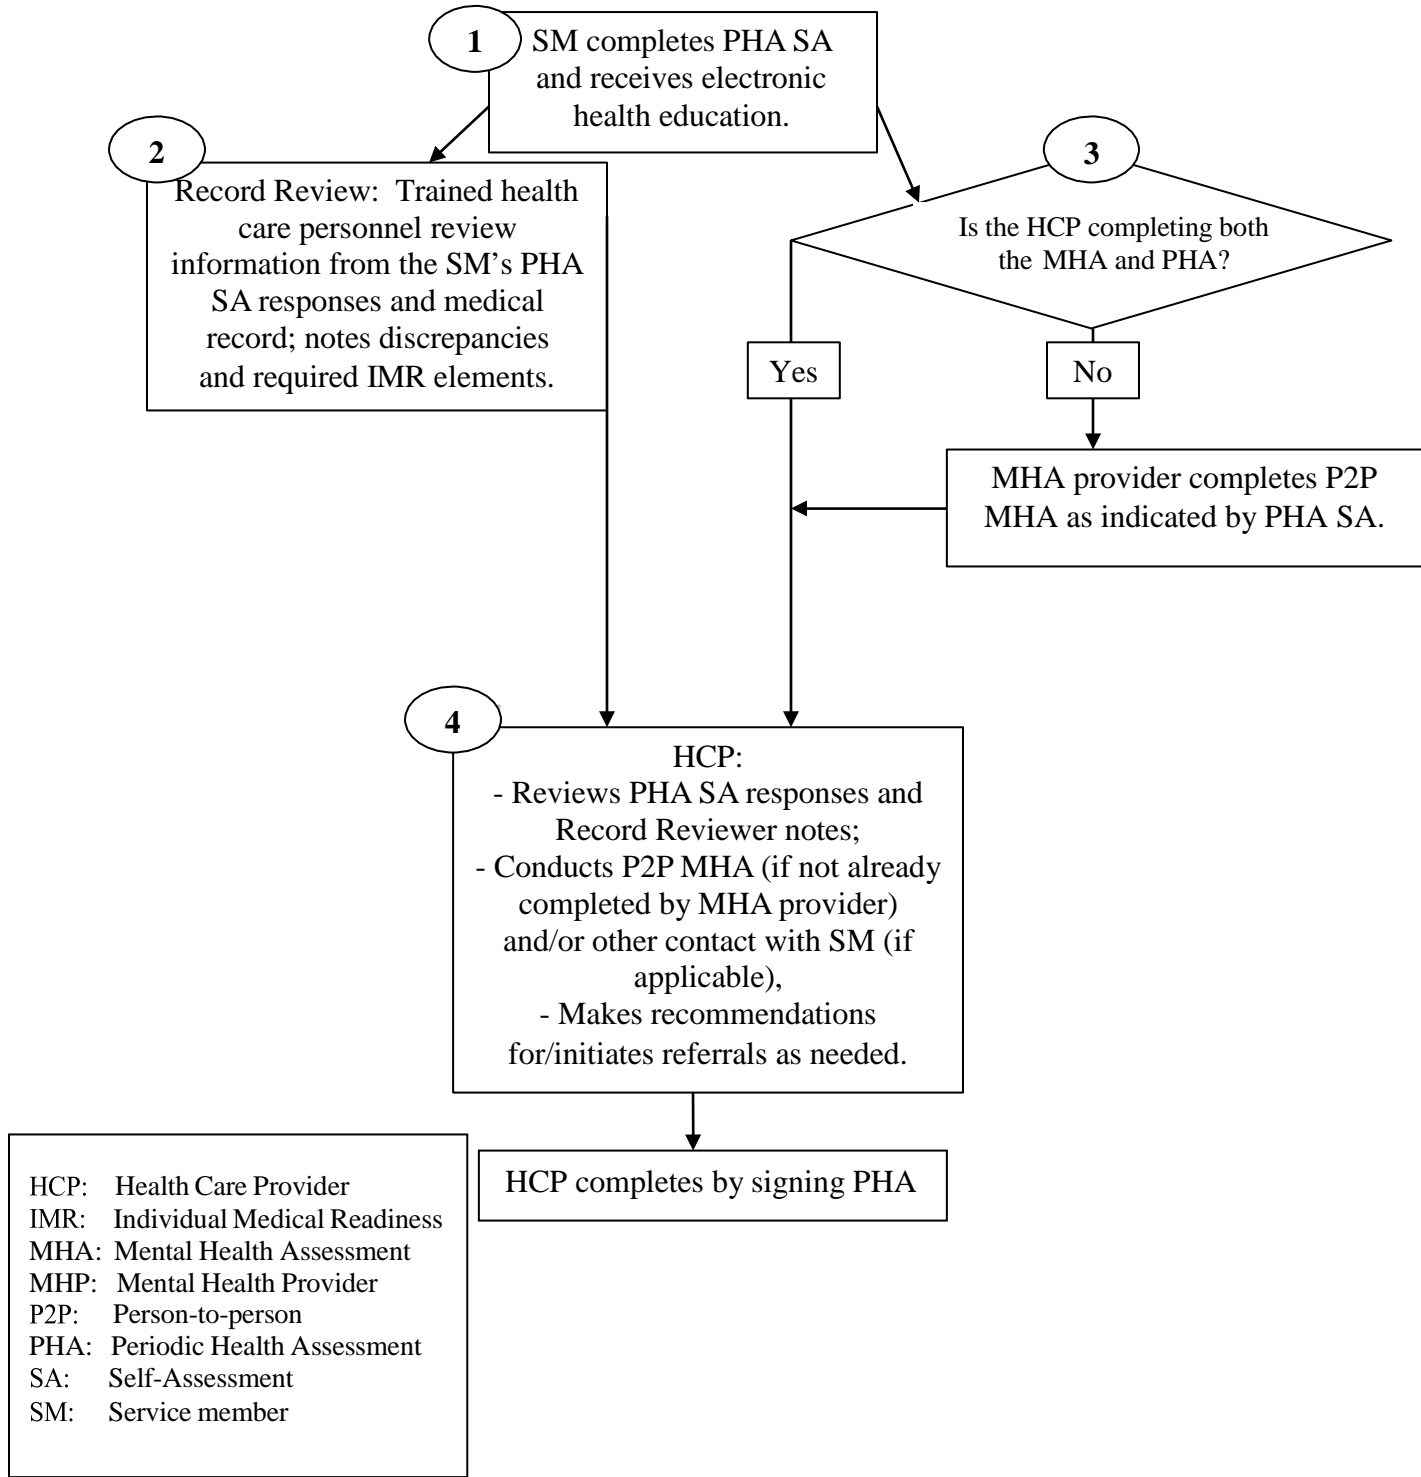 1
SM completes PHA SA
and receives electronic
health education.
2
Record Review: Trained health
care personnel review
information from the SM’s PHA
SA responses and medical
record; notes discrepancies
and required IMR elements.
3
Is the HCP completing both
the MHA and PHA?
Yes
No
MHA provider completes P2P
MHA as indicated by PHA SA.
4
HCP:
- Reviews PHA SA responses and
Record Reviewer notes;
- Conducts P2P MHA (if not already
completed by MHA provider)
and/or other contact with SM (if
applicable),
- Makes recommendations
for/initiates referrals as needed.
HCP completes by signing PHA
HCP: Health Care Provider
IMR: Individual Medical Readiness
MHA: Mental Health Assessment
MHP: Mental Health Provider
P2P: Person-to-person
PHA: Periodic Health Assessment
SA: Self-Assessment
SM: Service member